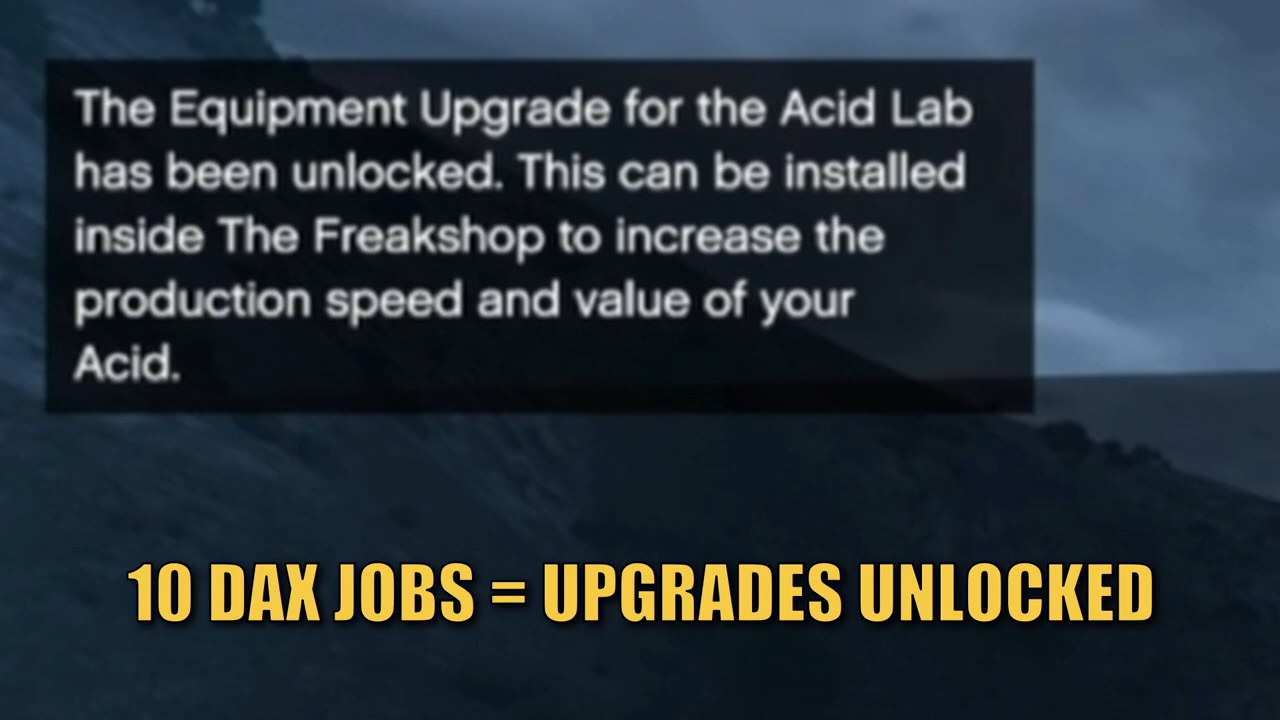 The Equipment Upgrade for the Acid Lab
has been unlocked. This can be installed
inside The Freakshop to increase the
production speed and value of your
Acid.
10 DAX JOBS = UPGRADES UNLOCKED